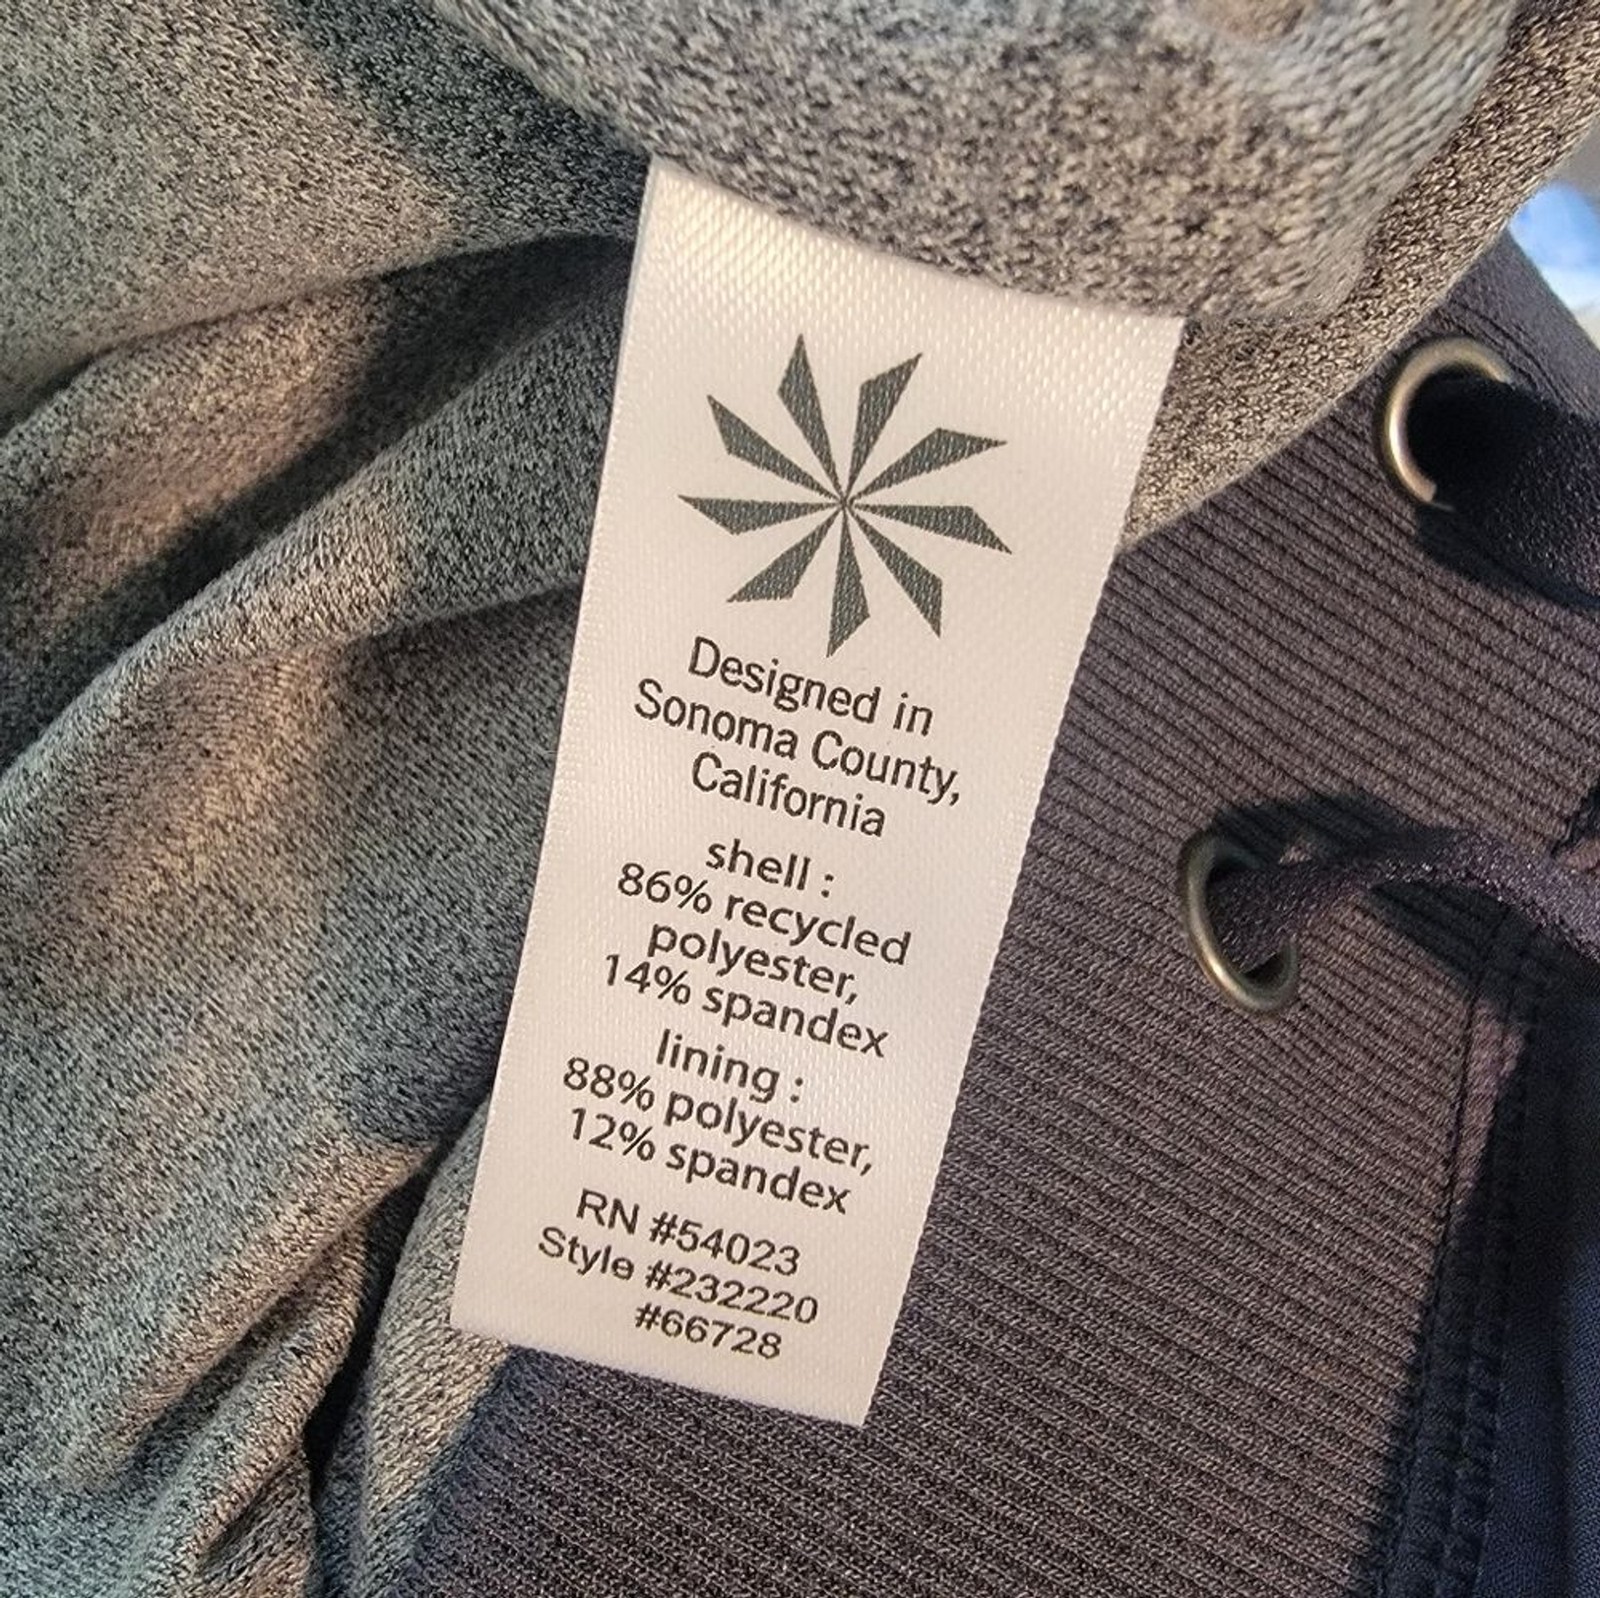 Designed in
Sonoma County,
California
shell :
86% recycled
polyester,
14% spandex
lining :
88% polyester,
12% spandex
RN #54023
Style #232220
#66728